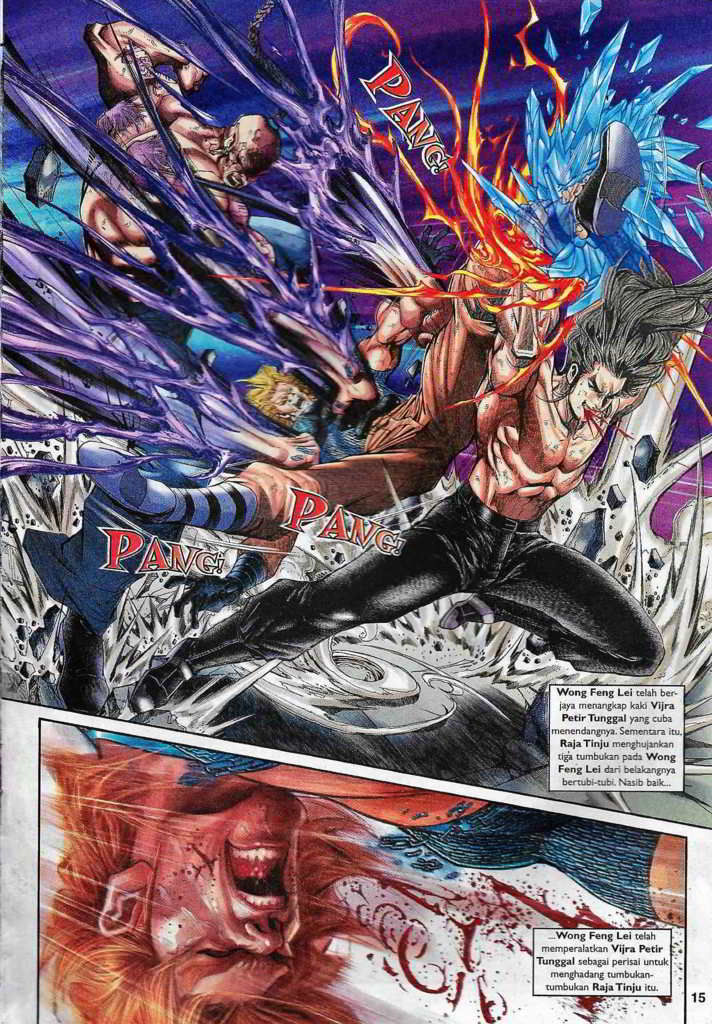 PANG!
PANG!
PANG!
Wong Feng Lei telah ber-
jaya menangkap kaki Vijra
Petir Tunggal yang cuba
menendangnya. Sementara itu,
Raja Tinju menghujankan
tiga tumbukan pada Wong
Feng Lei dari belakangnya
bertubi-tubi. Nasib baik...
...Wong Feng Lei telah
memperalatkan Vijra Petir
Tunggal sebagai perisai untuk
menghadang tumbukan-
tumbukan Raja Tinju itu.
15